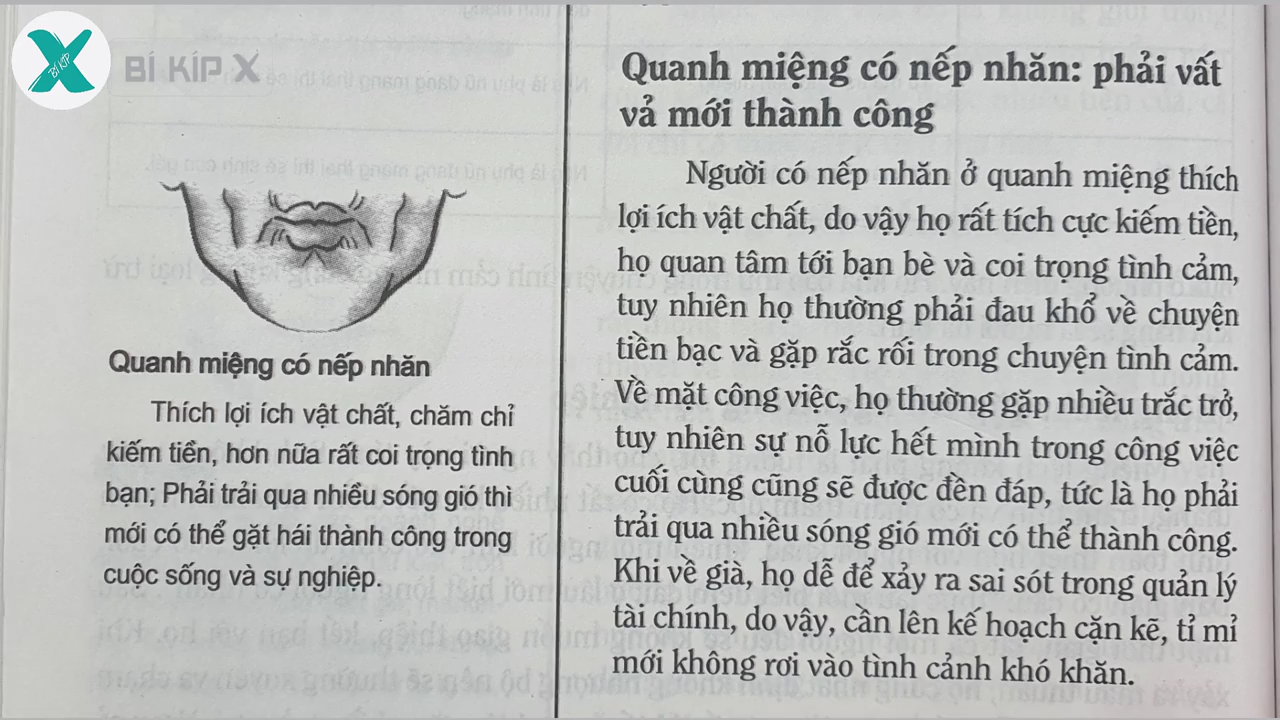 BÍ KÍP
BÍ KÍP X
Quanh miệng có nếp nhăn
Thích lợi ích vật chất, chăm chỉ
kiếm tiền, hơn nữa rất coi trọng tình
bạn; Phải trải qua nhiều sóng gió thì
mới có thể gặt hái thành công trong
cuộc sống và sự nghiệp.
Quanh miệng có nếp nhăn: phải vất
vả mới thành công
Người có nếp nhăn ở quanh miệng thích
lợi ích vật chất, do vậy họ rất tích cực kiếm tiền,
họ quan tâm tới bạn bè và coi trọng tình cảm,
tuy nhiên họ thường phải đau khổ về chuyện
tiền bạc và gặp rắc rối trong chuyện tình cảm.
Về mặt công việc, họ thường gặp nhiều trắc trở,
tuy nhiên sự nỗ lực hết mình trong công việc
cuối cùng cũng sẽ được đền đáp, tức là họ phải
trải qua nhiều sóng gió mới có thể thành công.
Khi về già, họ dễ để xảy ra sai sót trong quản lý
tài chính, do vậy, cần lên kế hoạch cặn kẽ, tỉ mỉ
mới không rơi vào tình cảnh khó khăn.